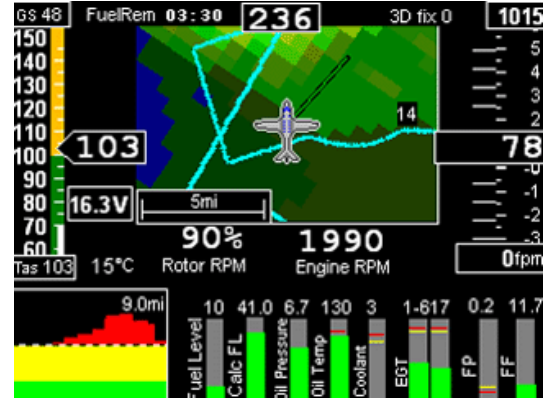 GS 48 FuelRem 03:30 236 3D fix 0 1015
150
140
130
120
110
100
90
80
70
60
103
5
4
3
2
14
78
-0
-1
-2
-3
16.3V
5mi
0fpm
90% 1990
Rotor RPM Engine RPM
Tas 103 15°C
9.0mi
10 41.0 6.7 130 3 1-617 0.2 11.7
Fuel Level
Calc FL
Oil Pressure
Oil Temp
Coolant
EGT
FP
FF